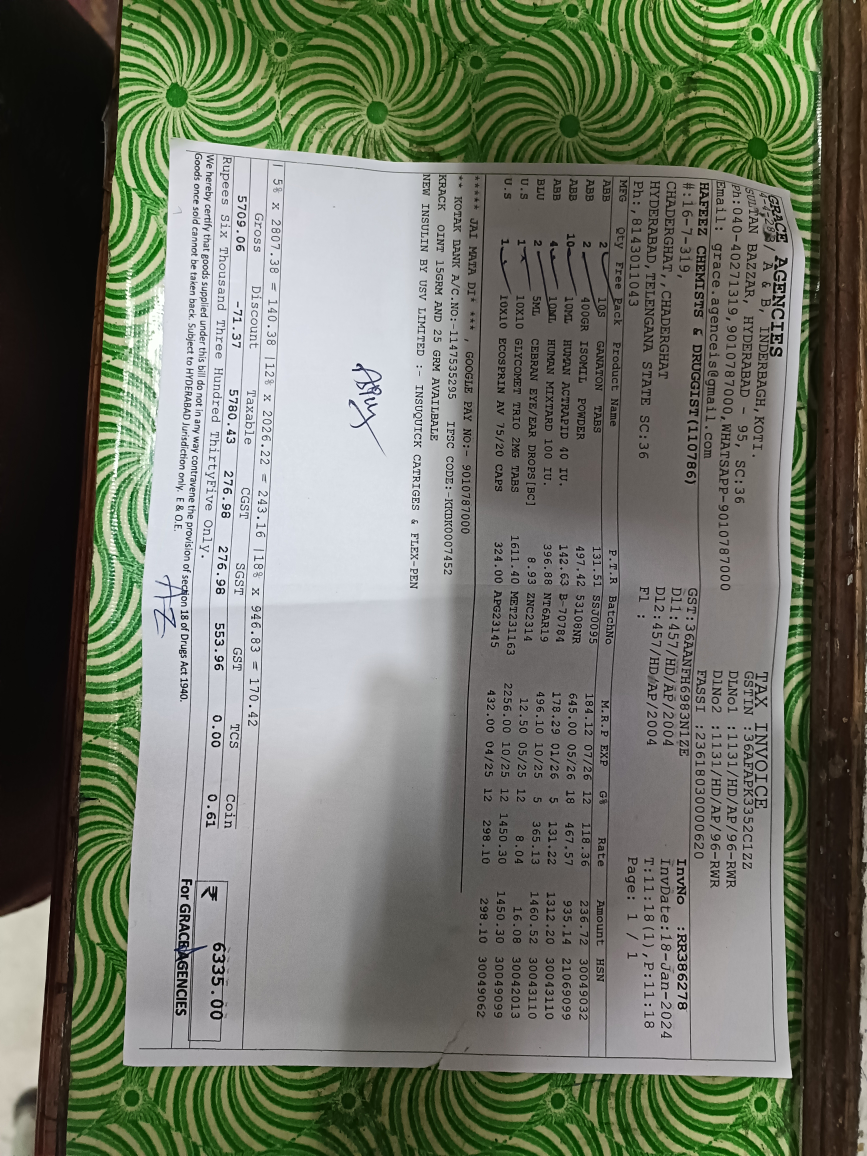 GRACE AGENCIES
4-4-283/ A & B, INDERBAGH,KOTI.
SULTAN BAZZAR, HYDERABAD - 95, SC:36
Ph:040-40271319,9010787000,WHATSAPP-9010787000
Email: grace.agenceis@gmail.com
TAX INVOICE
GSTIN :36AFAPK3352C1ZZ
DLNo1 :1131/HD/AP/96-RWR
DlNo2 :1131/HD/AP/96-RWR
FASSI :23618030000620
HAFEEZ CHEMISTS & DRUGGIST(110786)
#:16-7-319,
CHADERGHAT,,CHADERGHAT
HYDERABAD,TELENGANA STATE SC:36
Ph:,8143011043
GST:36AANFH6983N1ZE
D11:457/HD/AP/2004
D12:457/HD/AP/2004
Fl :
InvNo :RR386278
InvDate:18-Jan-2024
T:11:18(1),P:11:18
Page: 1 / 1
MFG Qty Free Pack Product Name P.T.R BatchNo M.R.P EXP G% Rate Amount HSN
ABB 2 10S GANATON TABS 131.51 SSJ0095 184.12 07/26 12 118.36 236.72 30049032
ABB 2 400GR ISOMIL POWDER 497.42 53108NR 645.00 05/26 18 467.57 935.14 21069099
ABB 10 10ML HUMAN ACTRAPID 40 IU. 142.63 B-70784 178.29 01/26 5 131.22 1312.20 30043110
ABB 4 10ML HUMAN MIXTARD 100 IU. 396.88 NT6AR19 496.10 10/25 5 365.13 1460.52 30043110
BLU 2 5ML CEBRAN EYE/EAR DROPS[BC] 8.93 ZNC2314 12.50 05/25 12 8.04 16.08 30042013
U.S 1 10X10 GLYCOMET TRIO 2MG TABS 1611.40 MET231163 2256.00 10/25 12 1450.30 1450.30 30049099
U.S 1 10X10 ECOSPRIN AV 75/20 CAPS 324.00 APG23145 432.00 04/25 12 298.10 298.10 30049062
***** JAI MATA DI* *** , GOOGLE PAY NO:- 9010787000
** KOTAK BANK A/C.NO:-1147535295 IFSC CODE:-KKBK0007452
KRACK OINT 15GRM AND 25 GRM AVAILBALE
NEW INSULIN BY USV LIMITED :- INSUQUICK CATRIGES & FLEX-PEN
| 5% x 2807.38 = 140.38 |12% x 2026.22 = 243.16 |18% x 946.83 = 170.42
Gross Discount Taxable CGST SGST GST TCS Coin
5709.06 -71.37 5780.43 276.98 276.98 553.96 0.00 0.61
₹ 6335.00
Rupees Six Thousand Three Hundred ThirtyFive Only.
We hereby certify that goods supplied under this bill do not in any way contravene the provision of section 18 of Drugs Act 1940.
Goods once sold cannot be taken back. Subject to HYDERABAD Jurisdiction only. E & O.E.
For GRACE AGENCIES